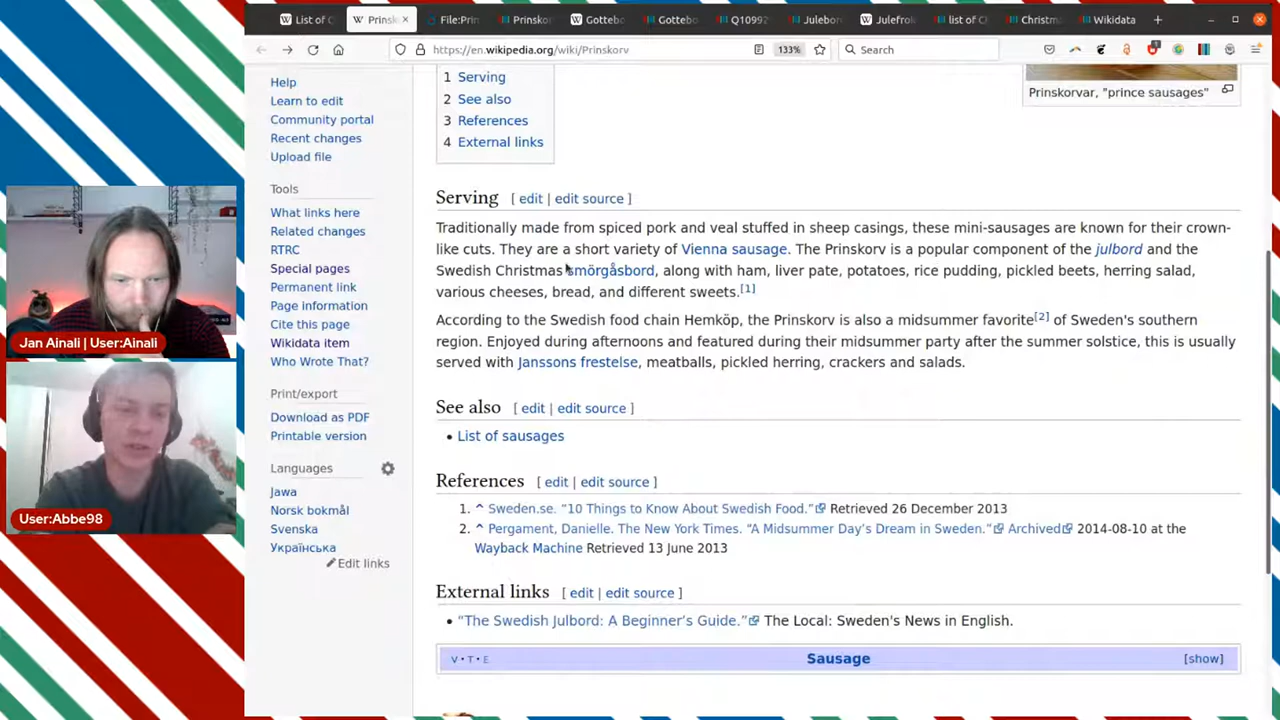 List of C
Prinsk
File:Prin
Prinskor
Gottebo
Gottebo
Q1099
Julebor
Julefrok
list of C
Christm
Wikidata
https://en.wikipedia.org/wiki/Prinskorv
133%
Search
Help
Learn to edit
Community portal
Recent changes
Upload file
Tools
What links here
Related changes
RTRC
Special pages
Permanent link
Page information
Cite this page
Wikidata item
Who Wrote That?
Print/export
Download as PDF
Printable version
Languages
Jawa
Norsk bokmål
Svenska
Українська
Edit links
1 Serving
2 See also
3 References
4 External links
Prinskorvar, "prince sausages"
Serving [ edit | edit source ]
Traditionally made from spiced pork and veal stuffed in sheep casings, these mini-sausages are known for their crown-
like cuts. They are a short variety of Vienna sausage. The Prinskorv is a popular component of the julbord and the
Swedish Christmas smörgåsbord, along with ham, liver pate, potatoes, rice pudding, pickled beets, herring salad,
various cheeses, bread, and different sweets.[1]
According to the Swedish food chain Hemköp, the Prinskorv is also a midsummer favorite[2] of Sweden's southern
region. Enjoyed during afternoons and featured during their midsummer party after the summer solstice, this is usually
served with Janssons frestelse, meatballs, pickled herring, crackers and salads.
See also [ edit | edit source ]
• List of sausages
References [ edit | edit source ]
1. ^ Sweden.se. “10 Things to Know About Swedish Food.” Retrieved 26 December 2013
2. ^ Pergament, Danielle. The New York Times. “A Midsummer Day’s Dream in Sweden.” Archived 2014-08-10 at the
Wayback Machine Retrieved 13 June 2013
External links [ edit | edit source ]
• “The Swedish Julbord: A Beginner’s Guide.” The Local: Sweden's News in English.
V · T · E
Sausage
[show]
Jan Ainali | User:Ainali
User:Abbe98